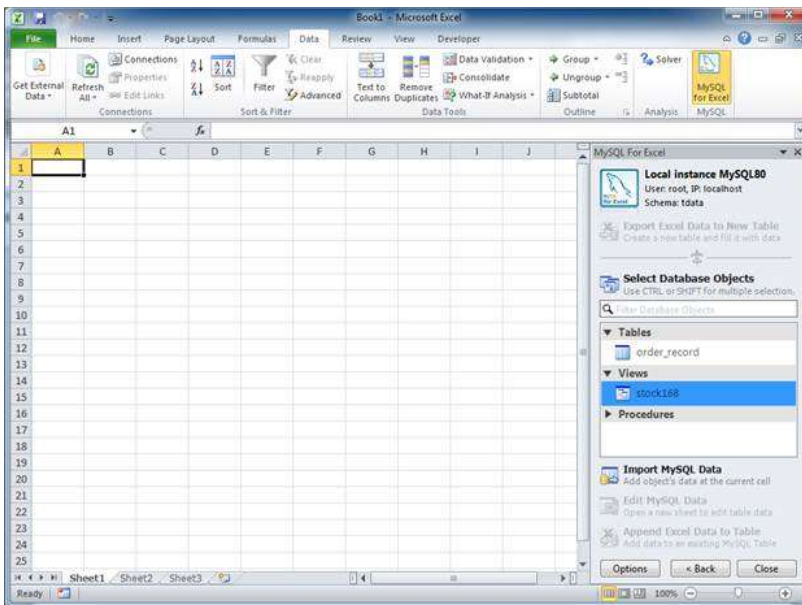 Book1 - Microsoft Excel
File Home Insert Page Layout Formulas Data Review View Developer
Get External Data
Refresh All
Connections
Properties
Edit Links
Connections
Sort
Filter
Clear
Reapply
Advanced
Sort & Filter
Text to Columns
Remove Duplicates
Data Validation
Consolidate
What-If Analysis
Data Tools
Group
Ungroup
Subtotal
Outline
Solver
Analysis
MySQL for Excel
MySQL
A1
fx
A B C D E F G H I J
1
2
3
4
5
6
7
8
9
10
11
12
13
14
15
16
17
18
19
20
21
22
23
24
25
MySQL For Excel
Local instance MySQL80
User: root, IP: localhost
Schema: tdata
Export Excel Data to New Table
Create a new table and fill it with data
Select Database Objects
Use CTRL or SHIFT for multiple selection.
Filter Database Objects
Tables
order_record
Views
stock168
Procedures
Import MySQL Data
Add object's data at the current cell
Edit MySQL Data
Open a new sheet to edit table data
Append Excel Data to Table
Add data to an existing MySQL Table
Options < Back Close
Sheet1 Sheet2 Sheet3
Ready
100%